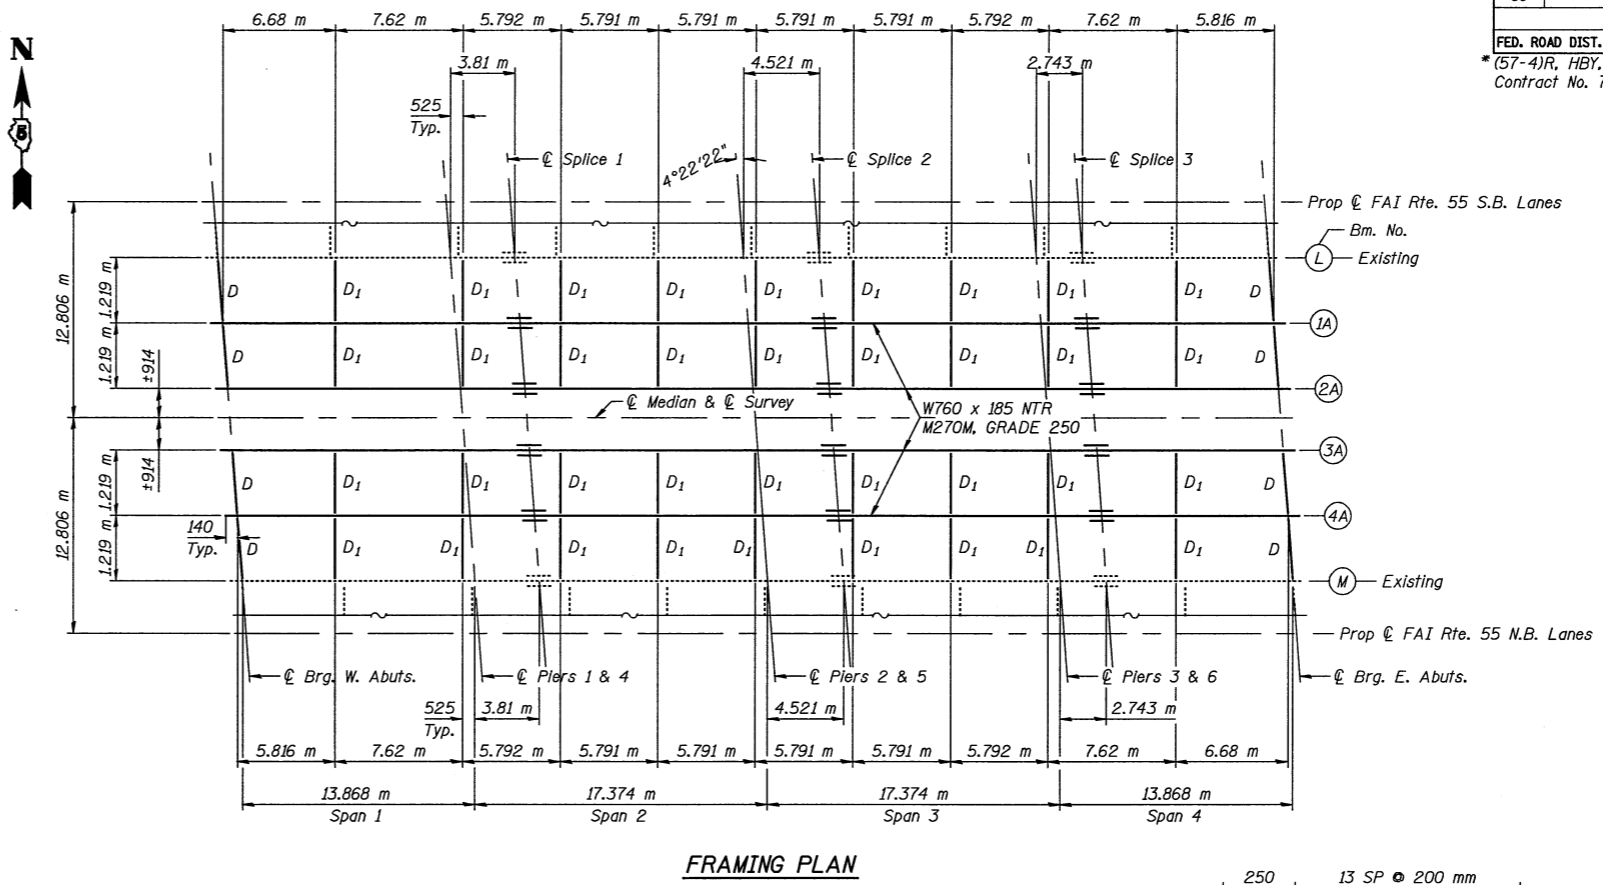 6.68 m 7.62 m 5.792 m 5.791 m 5.791 m 5.791 m 5.791 m 5.792 m 7.62 m 5.816 m
FED. ROAD DIST.
* (57-4)R, HBY,
Contract No.
N
5
3.81 m 4.521 m 2.743 m
525
Typ.
4°22'22"
℄ Splice 1 ℄ Splice 2 ℄ Splice 3
Prop ℄ FAI Rte. 55 S.B. Lanes
Bm. No.
L Existing
12.806 m
1.219 m
D D1 D1 D1 D1 D1 D1 D1 D1 D1 D
1A
1.219 m
D D1 D1 D1 D1 D1 D1 D1 D1 D1 D
±914
2A
℄ Median & ℄ Survey
W760 x 185 NTR
M270M, GRADE 250
3A
±914
12.806 m
1.219 m
D D1 D1 D1 D1 D1 D1 D1 D1 D1 D
4A
140
Typ.
1.219 m
D D1 D1 D1 D1 D1 D1 D1 D1 D1 D
M Existing
Prop ℄ FAI Rte. 55 N.B. Lanes
℄ Brg. W. Abuts. ℄ Piers 1 & 4 ℄ Piers 2 & 5 ℄ Piers 3 & 6 ℄ Brg. E. Abuts.
525
Typ.
3.81 m 4.521 m 2.743 m
5.816 m 7.62 m 5.792 m 5.791 m 5.791 m 5.791 m 5.791 m 5.792 m 7.62 m 6.68 m
13.868 m 17.374 m 17.374 m 13.868 m
Span 1 Span 2 Span 3 Span 4
FRAMING PLAN
250 13 SP @ 200 mm